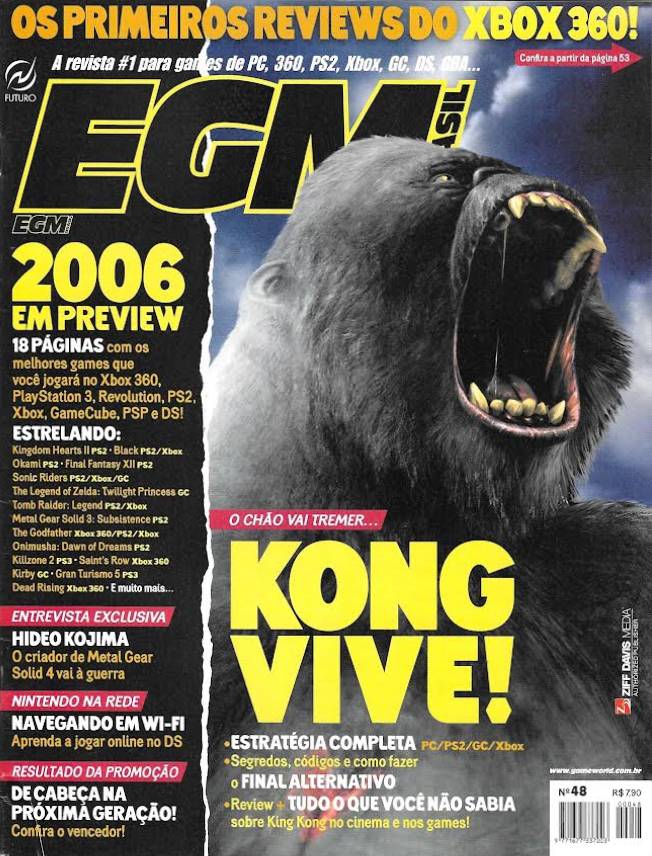 OS PRIMEIROS REVIEWS DO XBOX 360!
Confira a partir da página 53
A revista #1 para games de PC, 360, PS2, Xbox, GC, DS, GBA...
FUTURO
EGM
BRASIL
EGM
2006
EM PREVIEW
18 PÁGINAS com os
melhores games que
você jogará no Xbox 360,
PlayStation 3, Revolution, PS2,
Xbox, GameCube, PSP e DS!
ESTRELANDO:
Kingdom Hearts II PS2 · Black PS2/Xbox
Okami PS2 · Final Fantasy XII PS2
Sonic Riders PS2/Xbox/GC
The Legend of Zelda: Twilight Princess GC
Tomb Raider: Legend PS2/Xbox
Metal Gear Solid 3: Subsistence PS2
The Godfather Xbox 360/PS2/Xbox
Onimusha: Dawn of Dreams PS2
Killzone 2 PS3 · Saint's Row Xbox 360
Kirby GC · Gran Turismo 5 PS3
Dead Rising Xbox 360 · E muito mais...
ENTREVISTA EXCLUSIVA
HIDEO KOJIMA
O criador de Metal Gear
Solid 4 vai à guerra
NINTENDO NA REDE
NAVEGANDO EM WI-FI
Aprenda a jogar online no DS
RESULTADO DA PROMOÇÃO
DE CABEÇA NA
PRÓXIMA GERAÇÃO!
Confira o vencedor!
O CHÃO VAI TREMER...
KONG
VIVE!
•ESTRATÉGIA COMPLETA PC/PS2/GC/Xbox
•Segredos, códigos e como fazer
o FINAL ALTERNATIVO
•Review + TUDO O QUE VOCÊ NÃO SABIA
sobre King Kong no cinema e nos games!
ZIFF DAVIS MEDIA
AUTHORIZED PUBLISHER
www.gameworld.com.br
Nº 48
R$ 7,90
00048
9 771677 337003